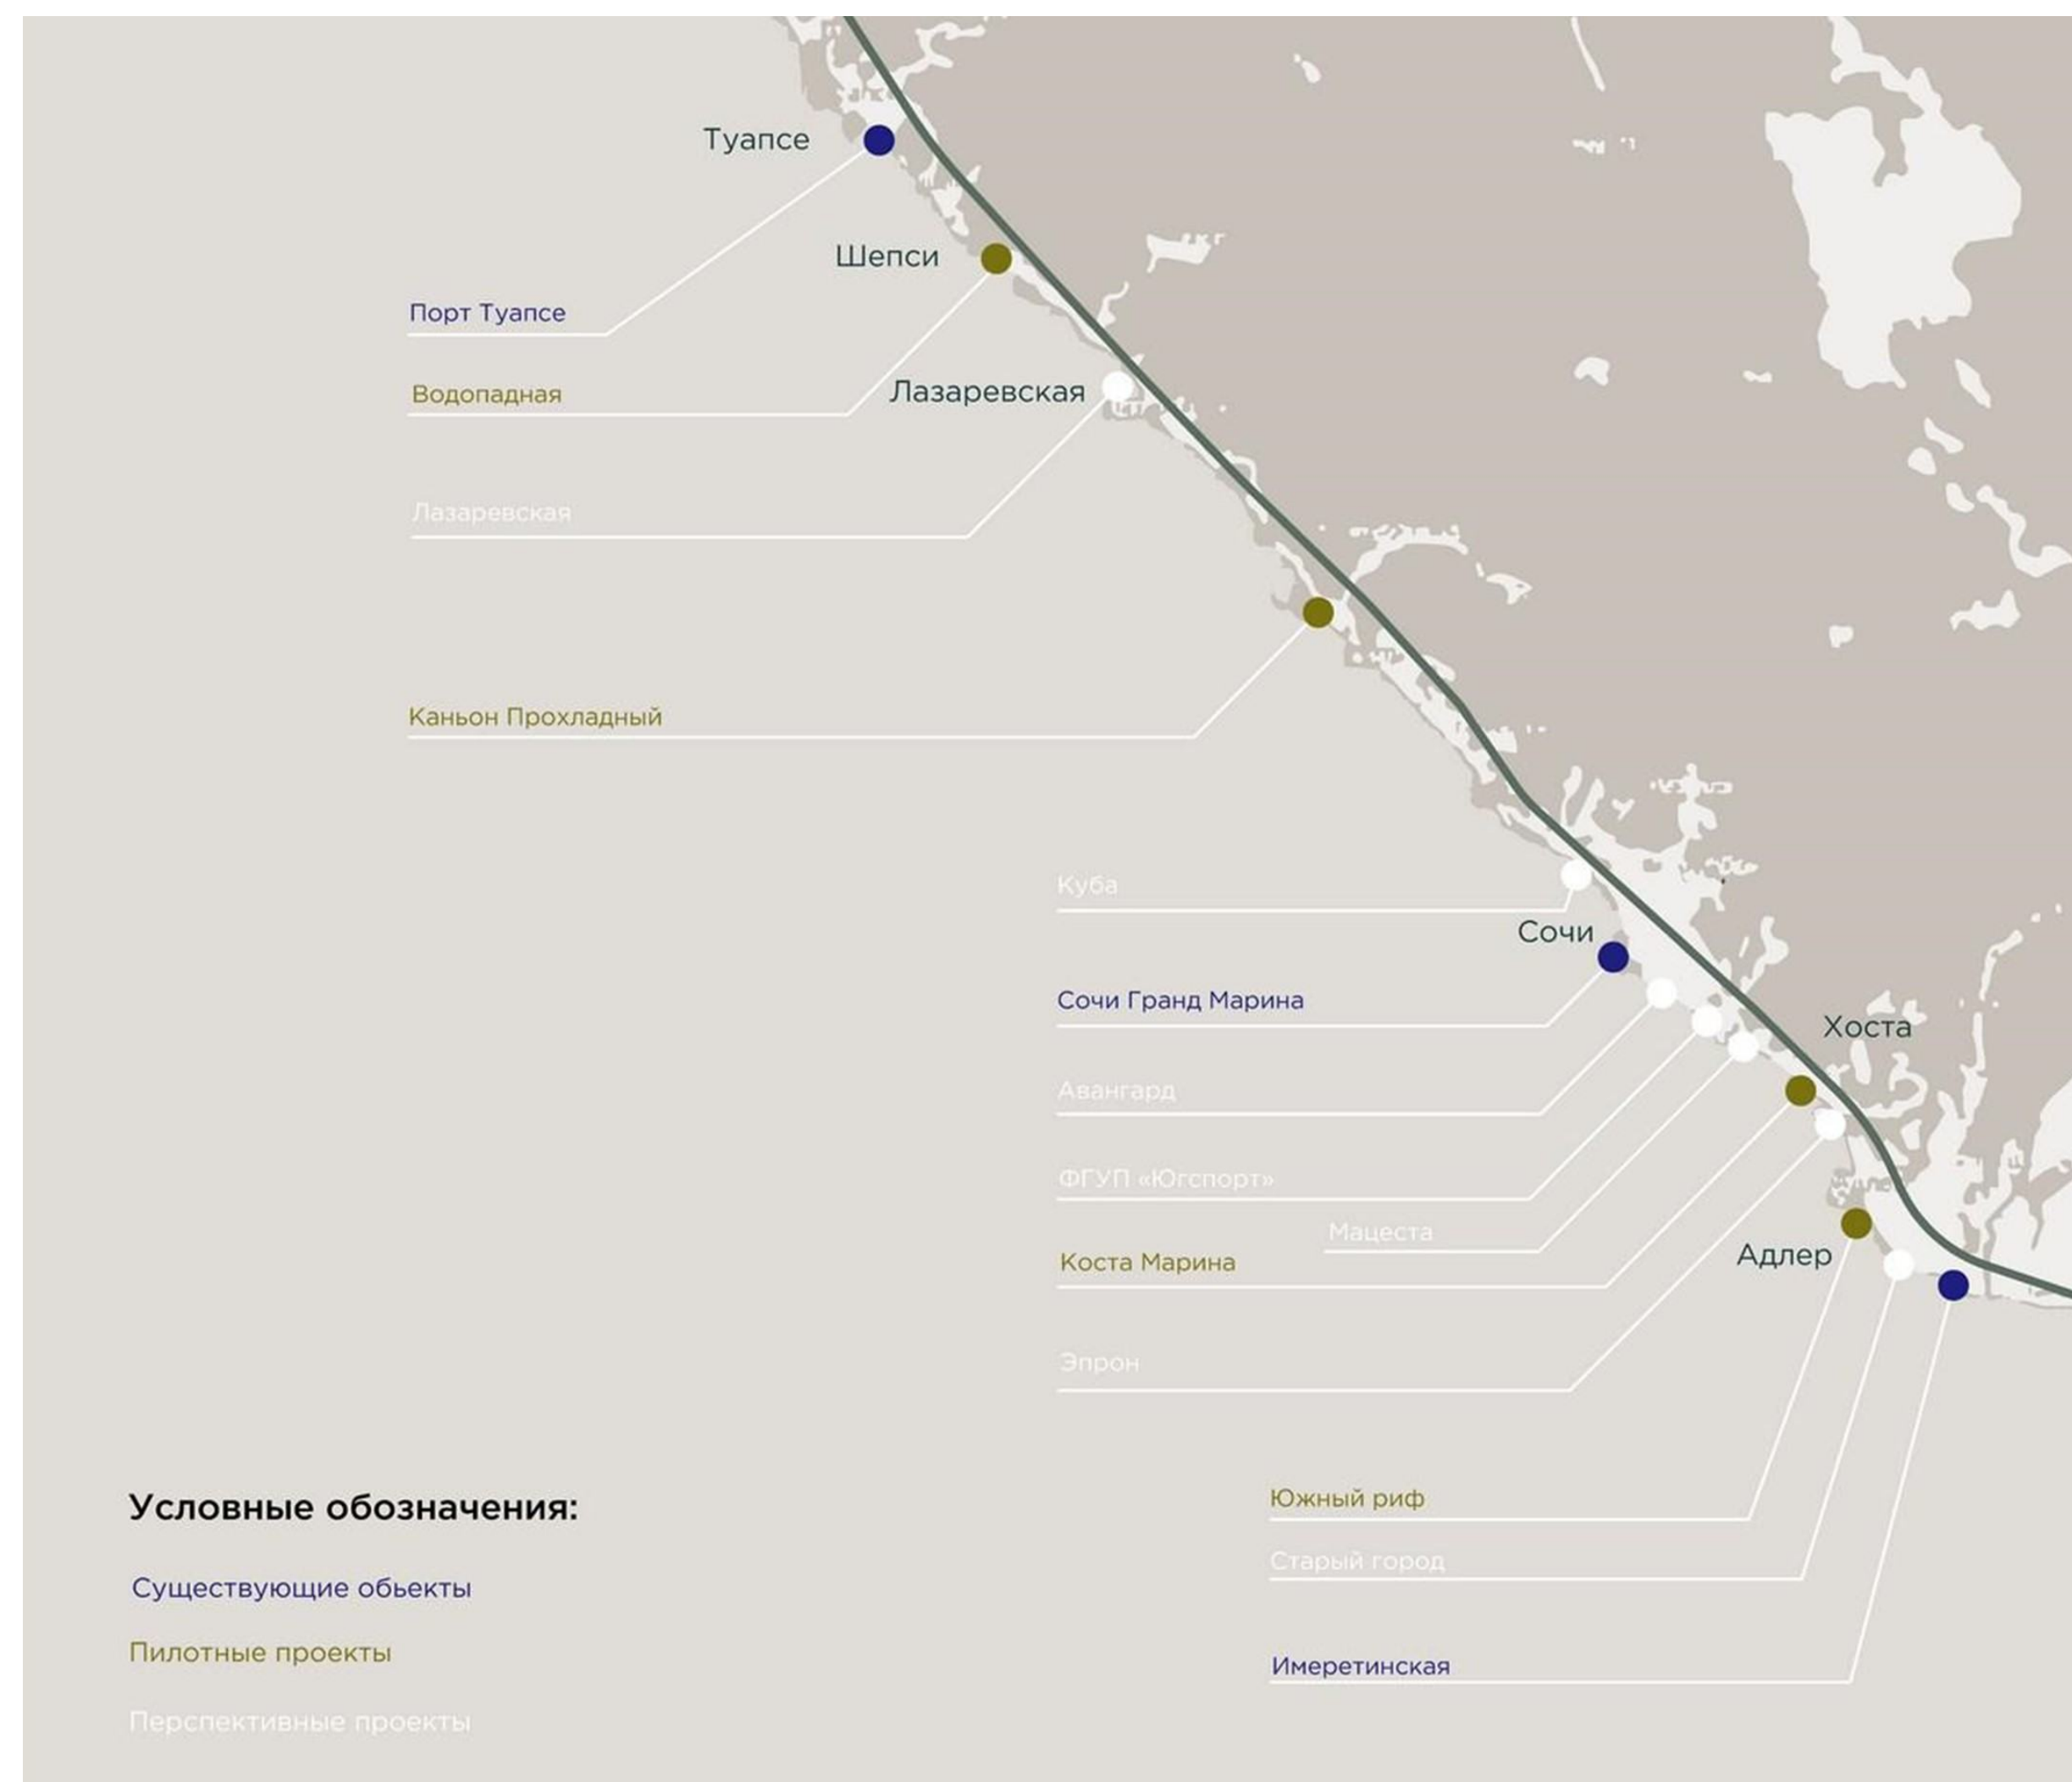 Туапсе
Шепси
Порт Туапсе
Водопадная
Лазаревская
Лазаревская
Каньон Прохладный
Куба
Сочи
Сочи Гранд Марина
Хоста
Авангард
ФГУП «Югспорт»
Мацеста
Коста Марина
Адлер
Эпрон
Южный риф
Старый город
Имеретинская
Условные обозначения:
Существующие обьекты
Пилотные проекты
Перспективные проекты